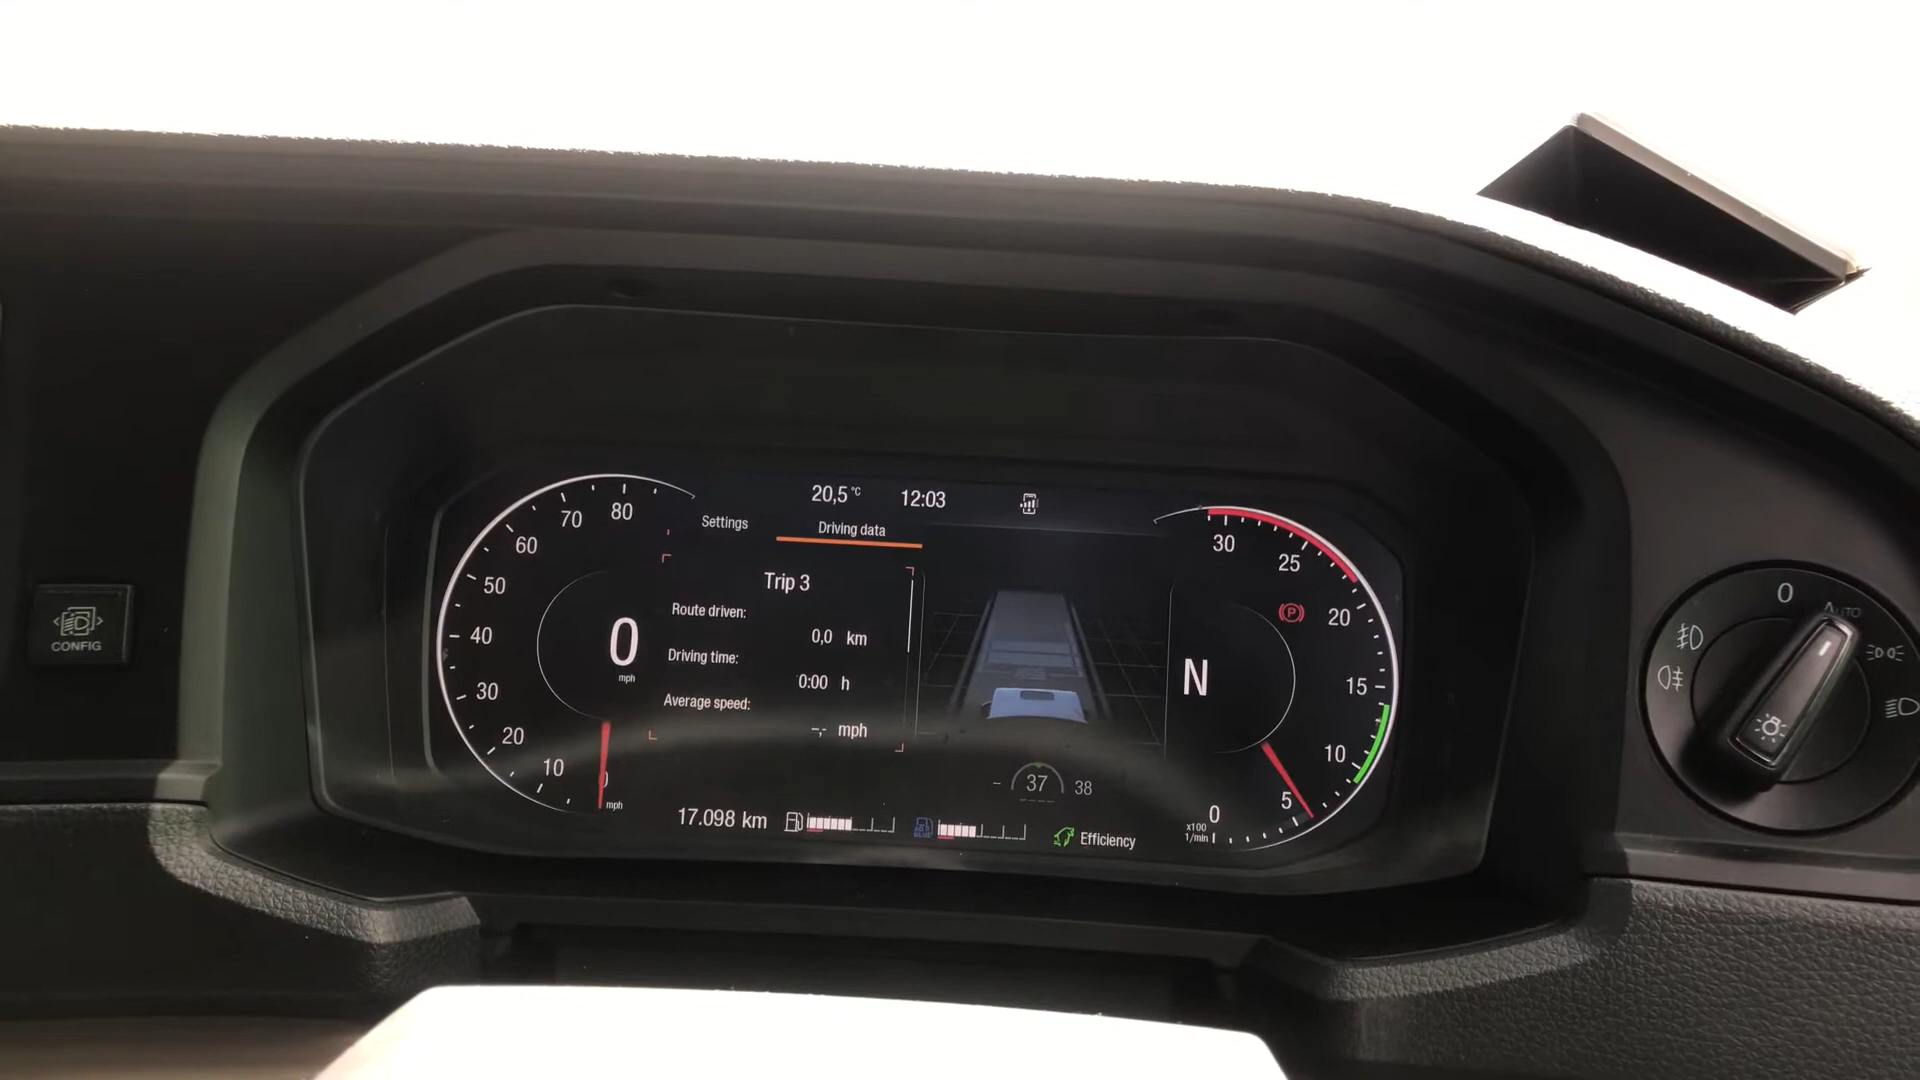 20,5 °C 12:03
Settings Driving data
Trip 3
Route driven:
0,0 km
Driving time:
0:00 h
Average speed:
--,- mph
80
70
60
50
40
30
20
10
0
mph
0
mph
N
30
25
20
15
10
5
0
x100
1/min
P
- 37 38
17.098 km
Efficiency
CONFIG
0
AUTO